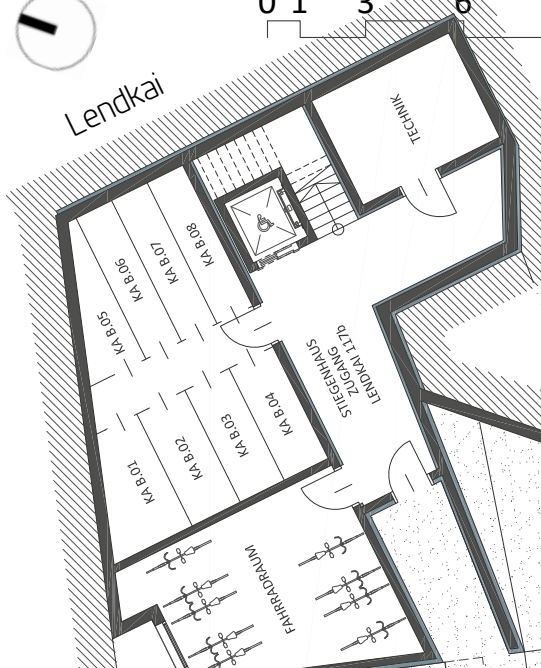 0 1 3 6
Lendkai
TECHNIK
KA B.05
KA B.06
KA B.07
KA B.08
STIEGENHAUS
ZUGANG
LENDKAI 117b
KA B.01
KA B.02
KA B.03
KA B.04
FAHRRADRAUM